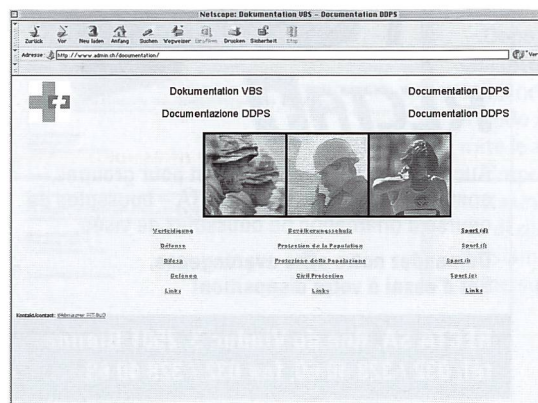 Netscape: Dokumentation VBS – Documentation DDPS
Zurück Vor Neu laden Anfang Suchen Wegweiser Drucken Sicherheit Stop
Adresse: http://www.admin.ch/documentation/
Dokumentation VBS Documentation DDPS
Documentazione DDPS Documentation DDPS
Verteidigung Bevölkerungsschutz Sport (d)
Défense Protection de la Population Sport (f)
Difesa Protezione della Popolazione Sport (i)
Defense Civil Protection Sport (e)
Links Links Links
Kontakt/contact: